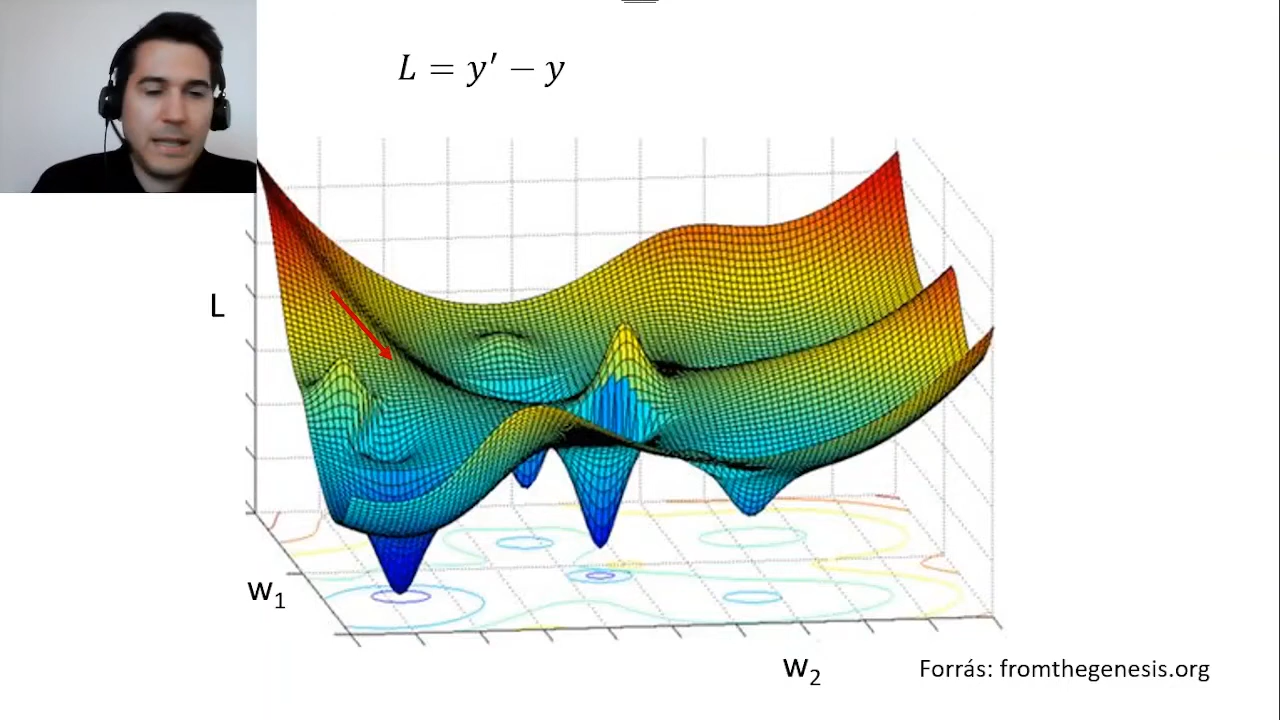 L = y′ − y
L
w₁
w₂
Forrás: fromthegenesis.org